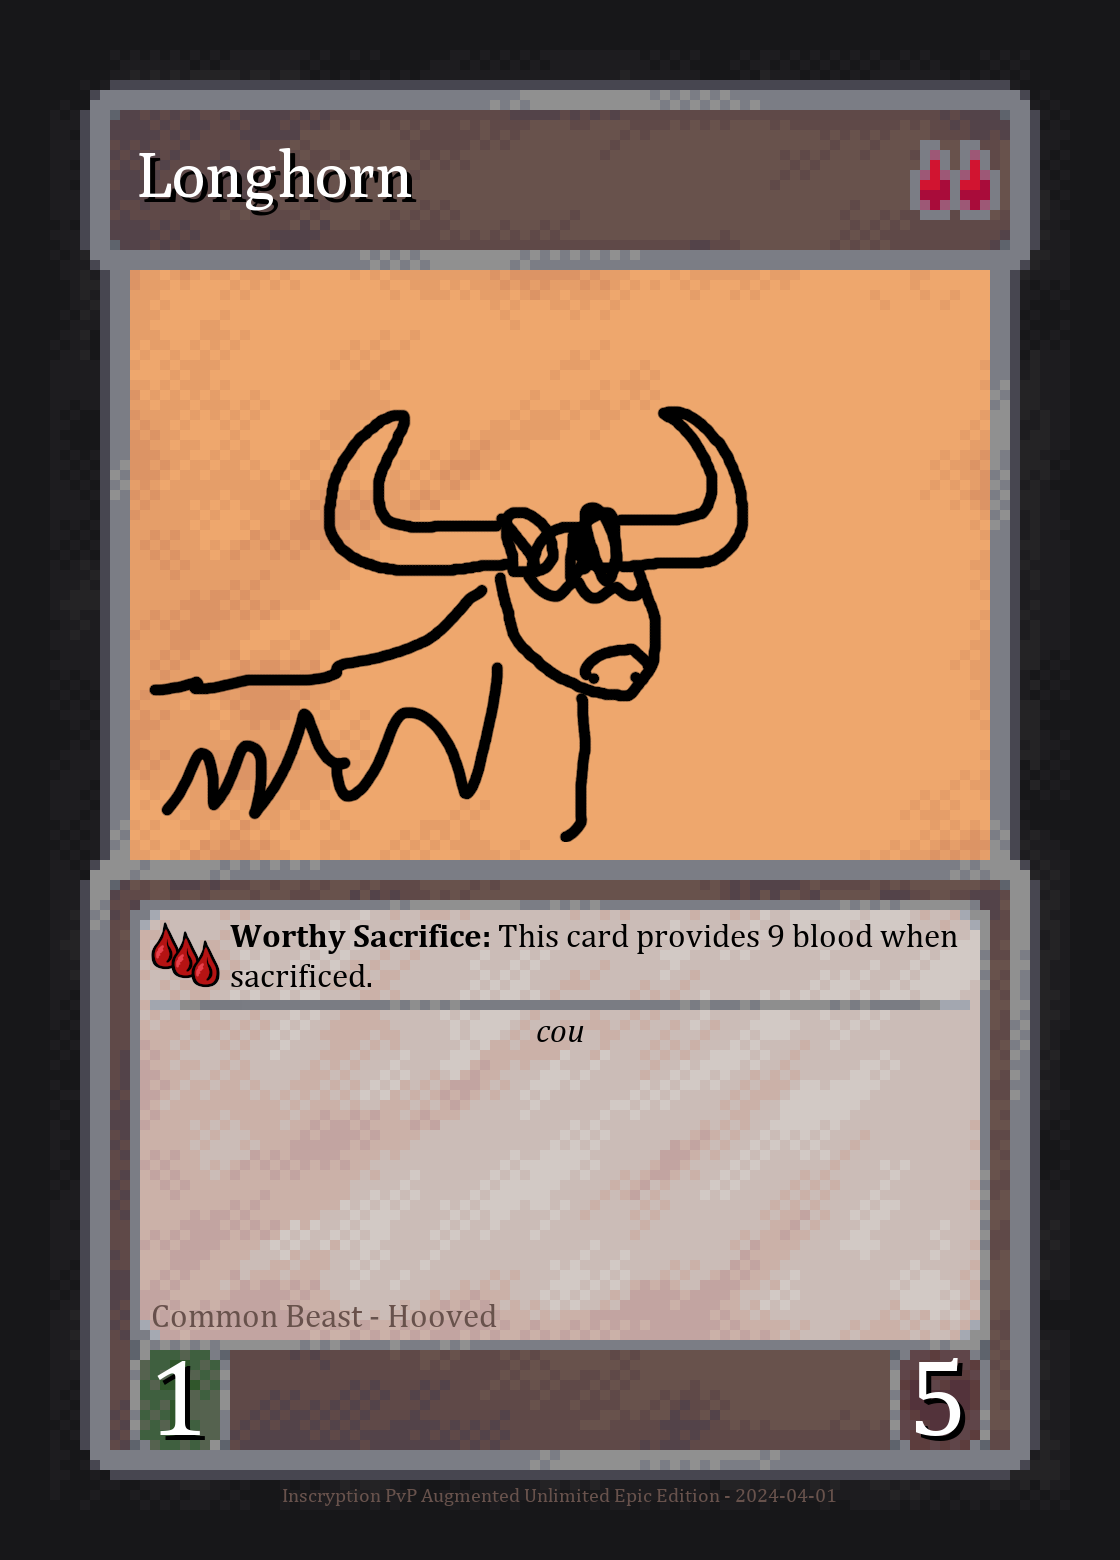 Longhorn
Worthy Sacrifice: This card provides 9 blood when
sacrificed.
cou
Common Beast - Hooved
1
5
Inscryption PvP Augmented Unlimited Epic Edition - 2024-04-01